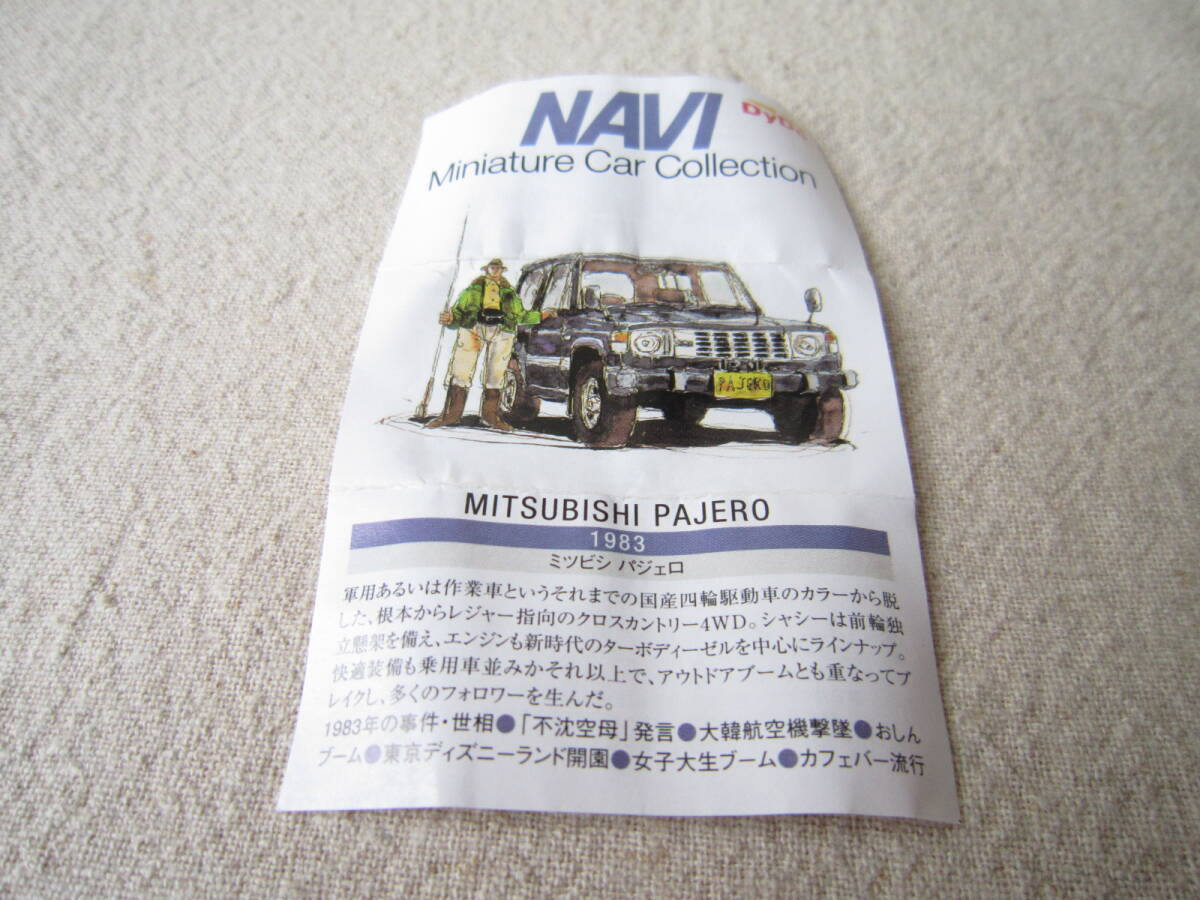 NAVI
DyDo
Miniature Car Collection
PAJERO
MITSUBISHI PAJERO
1983
ミツビシ パジェロ
軍用あるいは作業車というそれまでの国産四輪駆動車のカラーから脱
した、根本からレジャー指向のクロスカントリー4WD。シャシーは前輪独
立懸架を備え、エンジンも新時代のターボディーゼルを中心にラインナップ。
快適装備も乗用車並みかそれ以上で、アウトドアブームとも重なってブ
レイクし、多くのフォロワーを生んだ。
1983年の事件・世相●「不沈空母」発言●大韓航空機撃墜●おしん
ブーム●東京ディズニーランド開園●女子大生ブーム●カフェバー流行